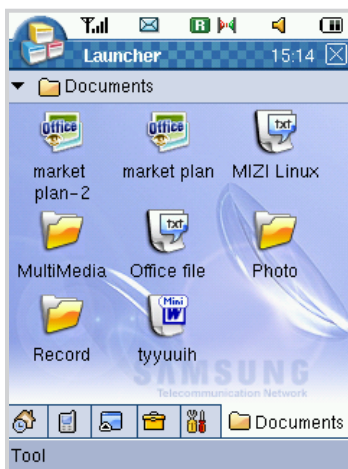 R
Launcher 15:14
Documents
Office Office txt
market plan-2 market plan MIZI Linux
txt
MultiMedia Office file Photo
Mini W
Record tyyuuih
SAMSUNG
Telecommunication Network
Documents
Tool